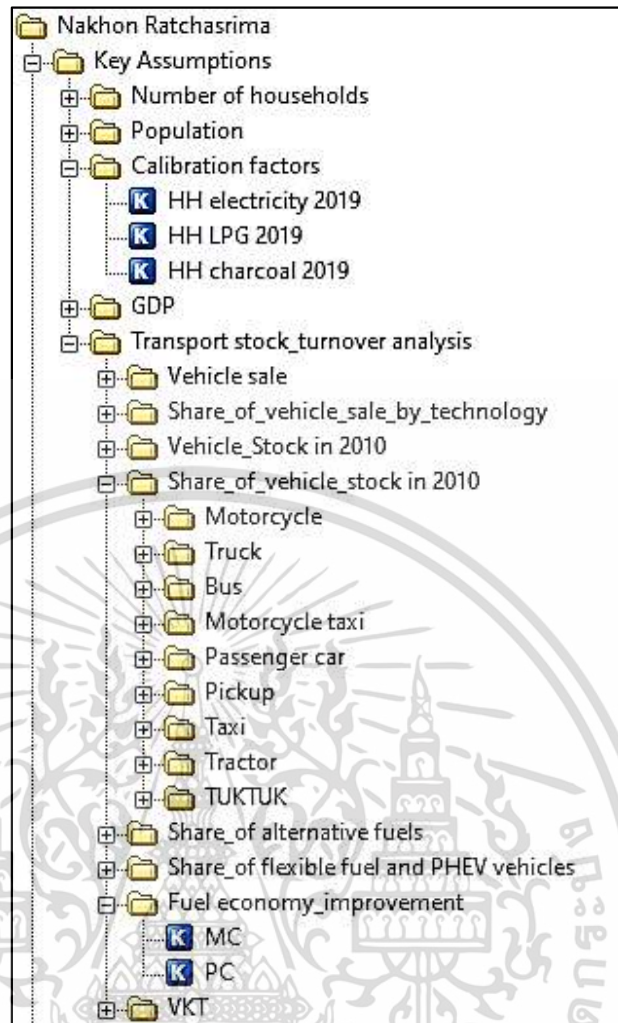 Nakhon Ratchasrima
Key Assumptions
Number of households
Population
Calibration factors
K HH electricity 2019
K HH LPG 2019
K HH charcoal 2019
GDP
Transport stock_turnover analysis
Vehicle sale
Share_of_vehicle_sale_by_technology
Vehicle_Stock in 2010
Share_of_vehicle_stock in 2010
Motorcycle
Truck
Bus
Motorcycle taxi
Passenger car
Pickup
Taxi
Tractor
TUKTUK
Share_of alternative fuels
Share_of flexible fuel and PHEV vehicles
Fuel economy_improvement
K MC
K PC
VKT